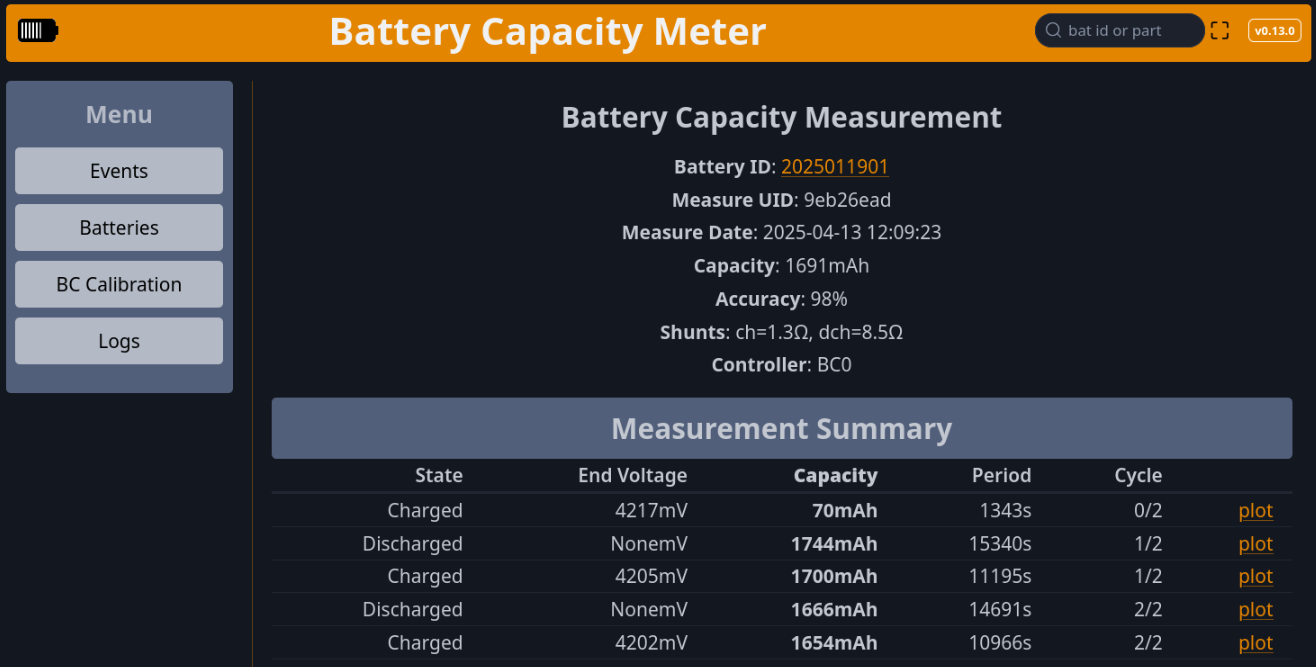 Battery Capacity Meter
bat id or part
v0.13.0
Menu
Events
Batteries
BC Calibration
Logs
Battery Capacity Measurement
Battery ID: 2025011901
Measure UID: 9eb26ead
Measure Date: 2025-04-13 12:09:23
Capacity: 1691mAh
Accuracy: 98%
Shunts: ch=1.3Ω, dch=8.5Ω
Controller: BC0
Measurement Summary
State End Voltage Capacity Period Cycle
Charged 4217mV 70mAh 1343s 0/2 plot
Discharged NonemV 1744mAh 15340s 1/2 plot
Charged 4205mV 1700mAh 11195s 1/2 plot
Discharged NonemV 1666mAh 14691s 2/2 plot
Charged 4202mV 1654mAh 10966s 2/2 plot